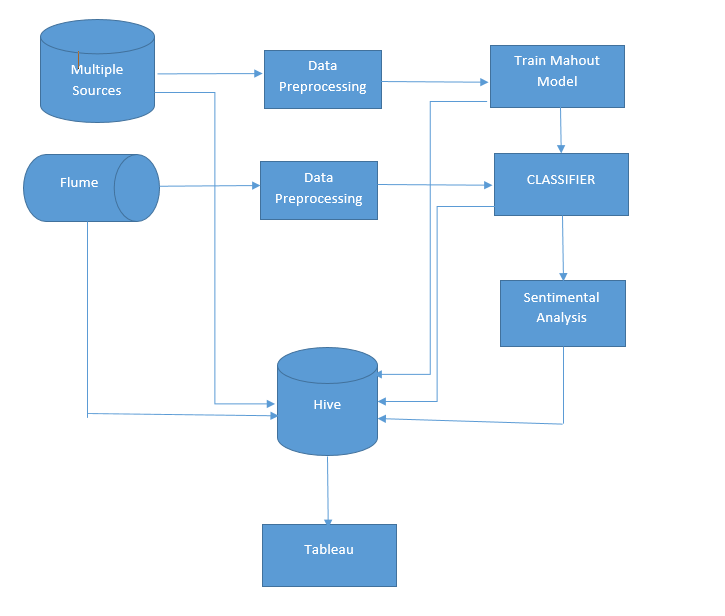 Multiple
Sources
Data
Preprocessing
Train Mahout
Model
Flume
Data
Preprocessing
CLASSIFIER
Sentimental
Analysis
Hive
Tableau